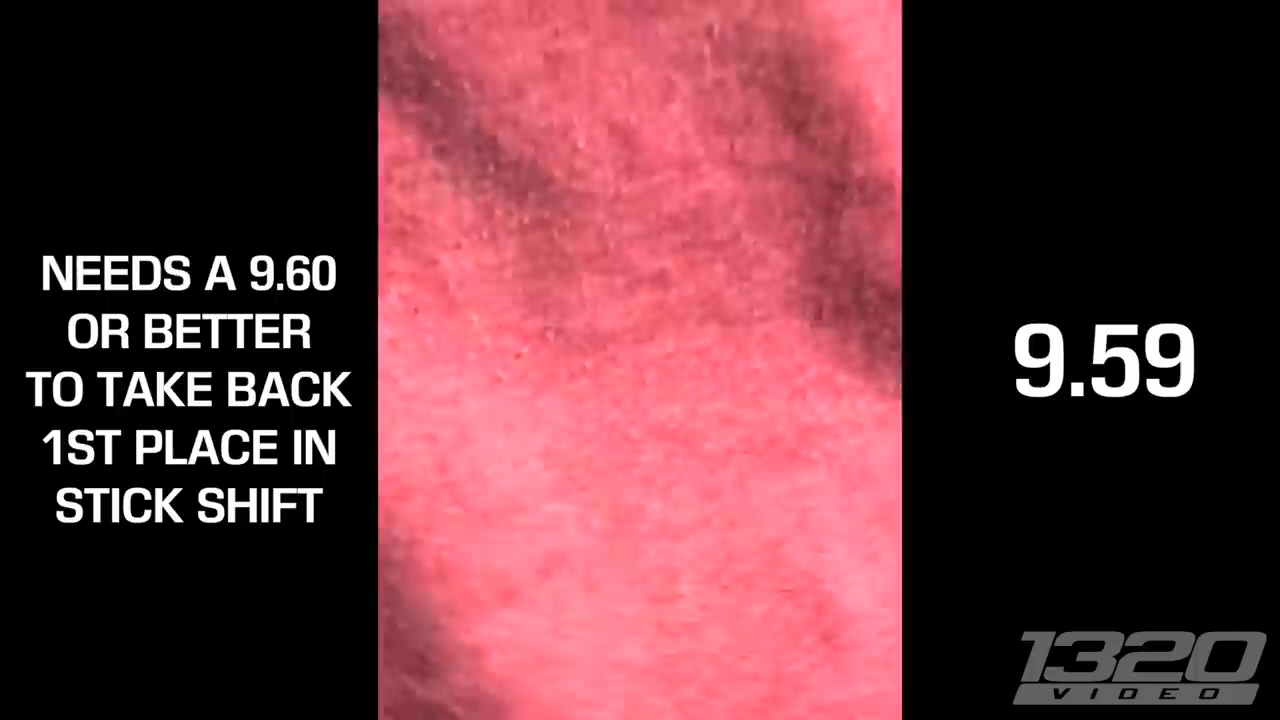 NEEDS A 9.60
OR BETTER
TO TAKE BACK
1ST PLACE IN
STICK SHIFT
9.59
1320
VIDEO